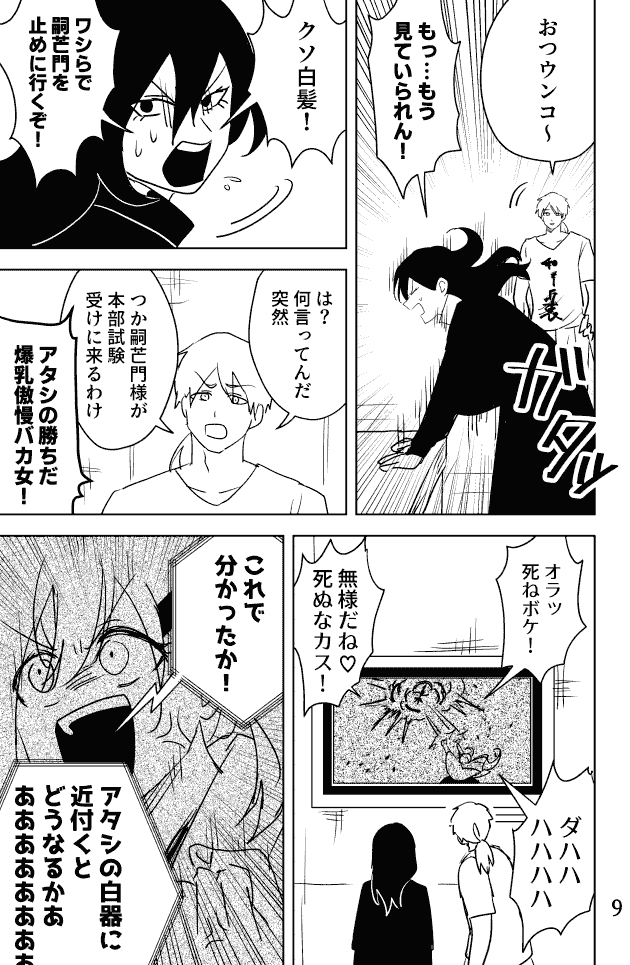 おつウンコ～
もっ…もう
見ていられん！
ガタッ
クソ白髪！
ワシらで
嗣芒門を
止めに行くぞ！
は？
何言ってんだ
突然
つか嗣芒門様が
本部試験
受けに来るわけ
アタシの勝ちだ
爆乳傲慢バカ女！
オラッ
死ねボケ！
無様だね♡
死ぬなカス！
ダハハ
ハハハハ
これで
分かったか！
アタシの白器に
近付くと
どうなるかあ
ああああああああ
9